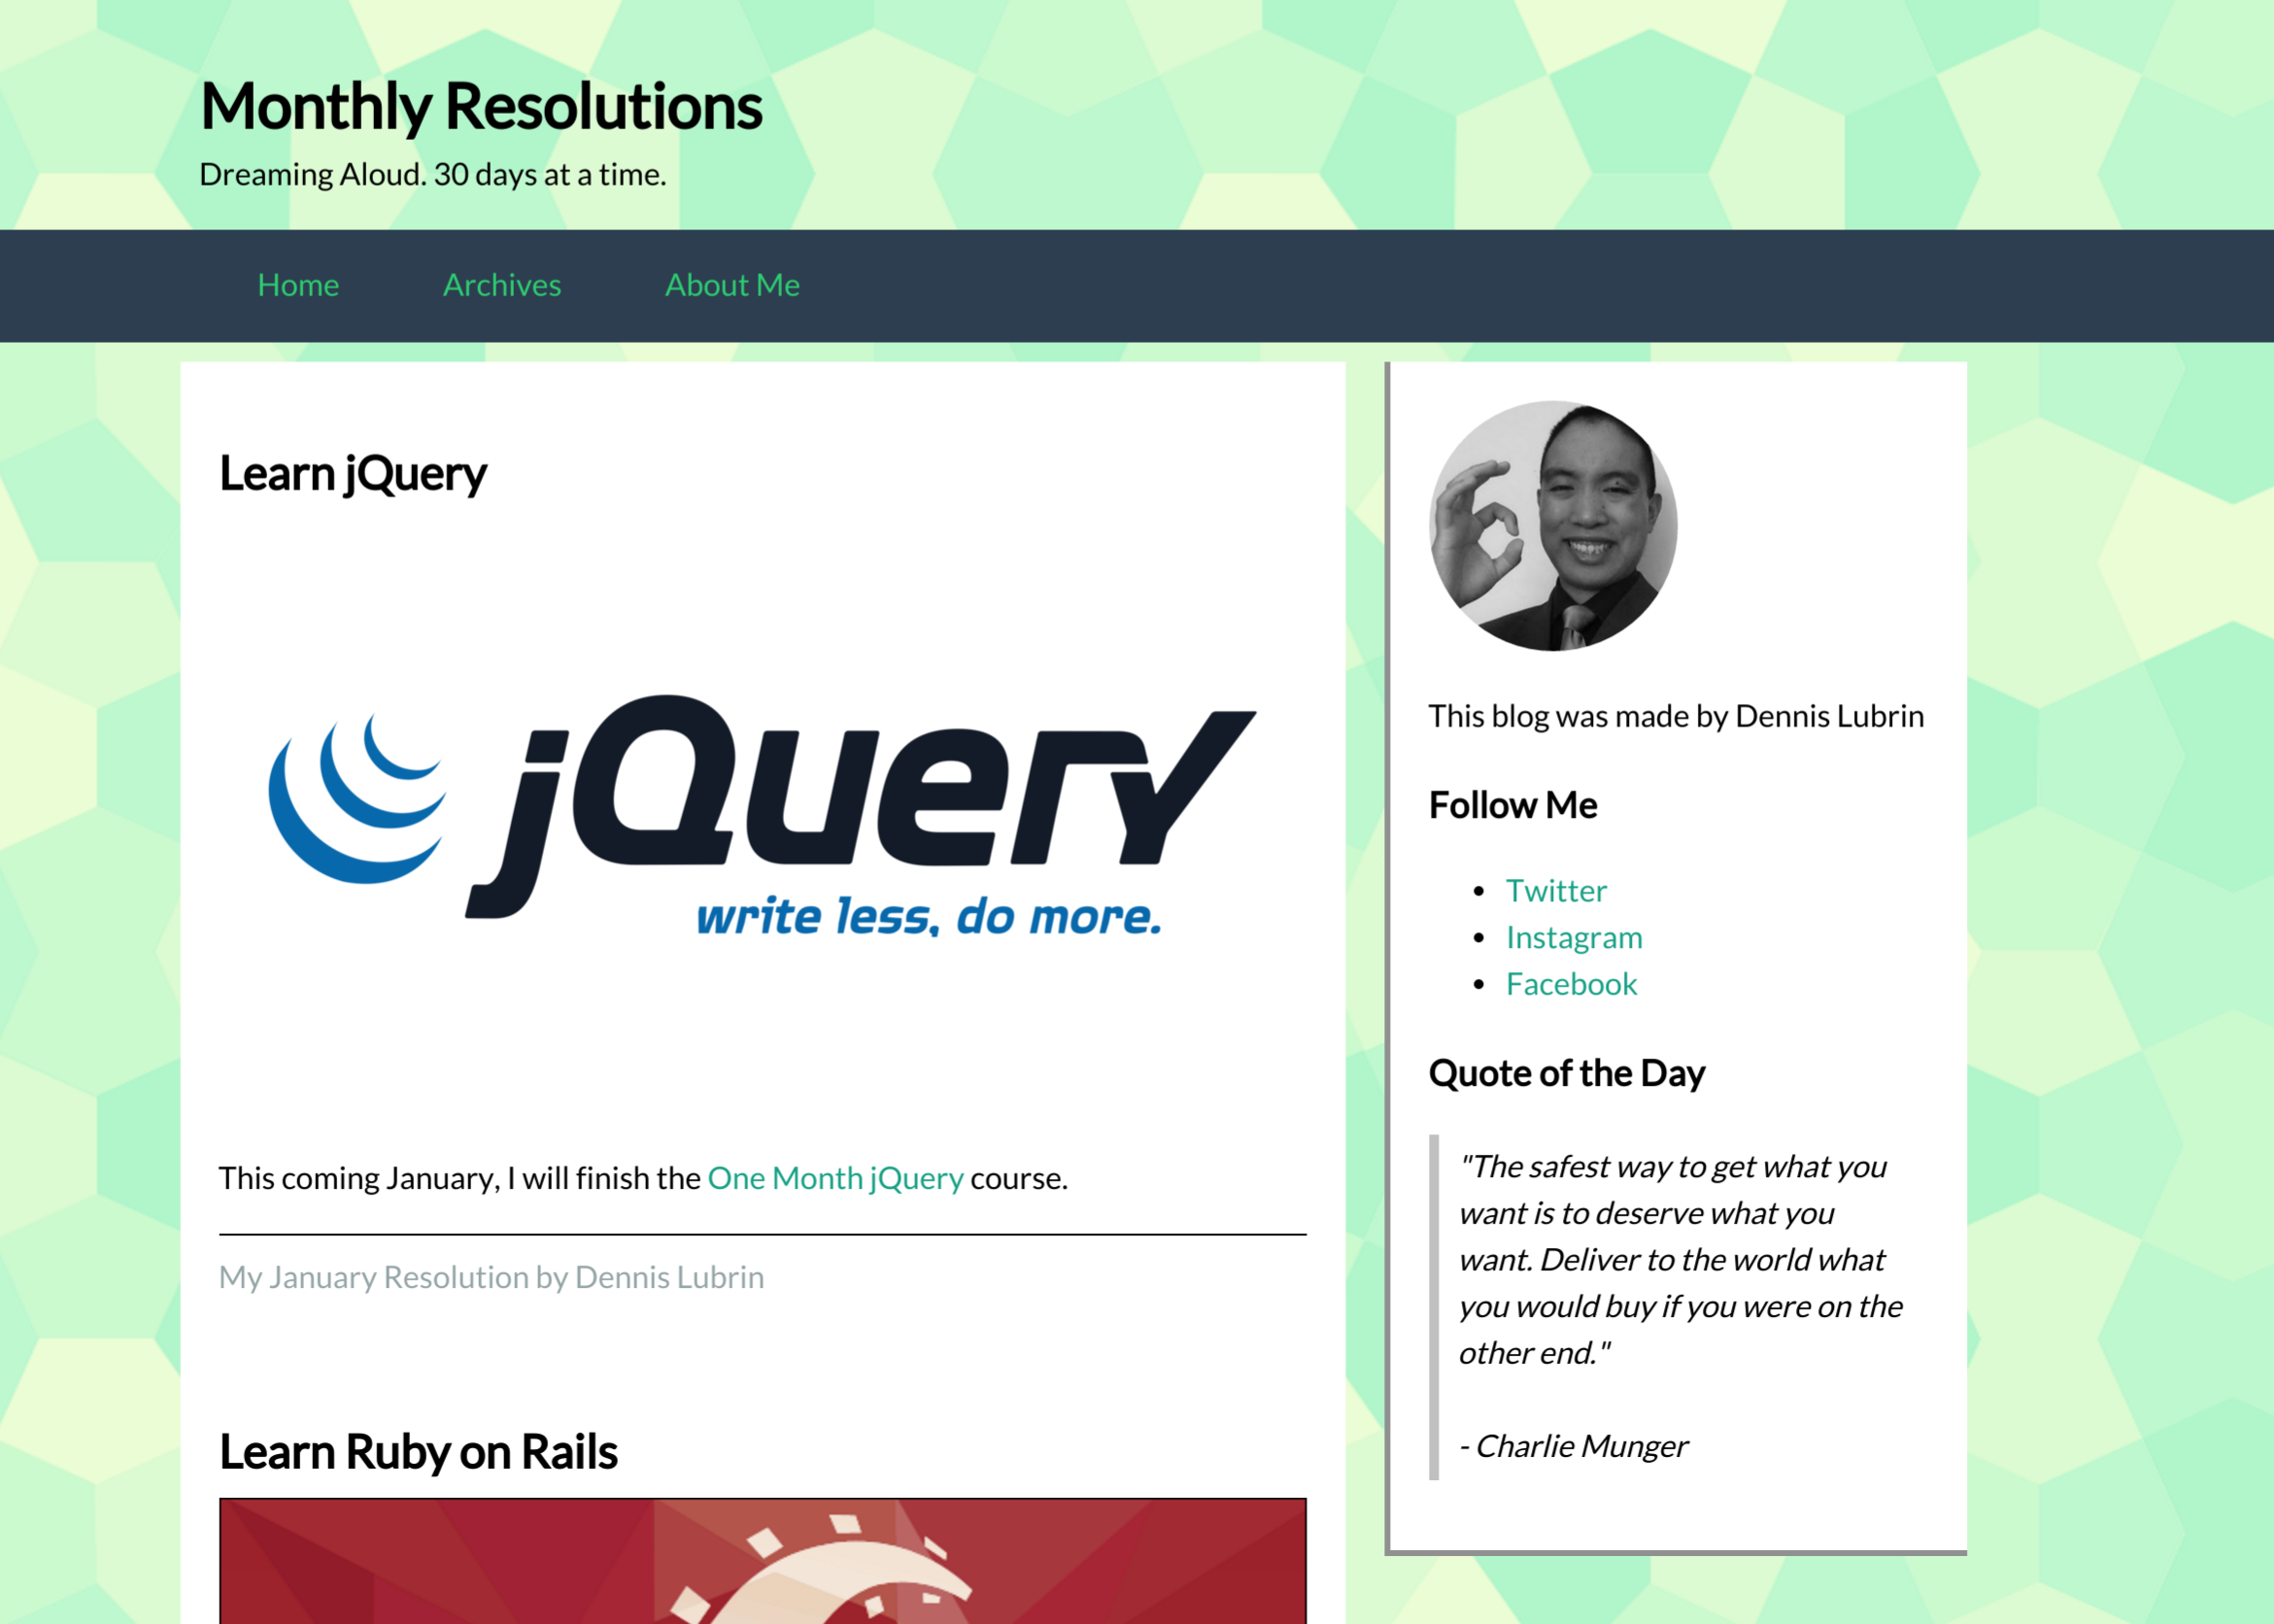 Monthly Resolutions
Dreaming Aloud. 30 days at a time.
Home
Archives
About Me
Learn jQuery
jQuery
write less, do more.
This coming January, I will finish the One Month jQuery course.
My January Resolution by Dennis Lubrin
Learn Ruby on Rails
This blog was made by Dennis Lubrin
Follow Me
Twitter
Instagram
Facebook
Quote of the Day
"The safest way to get what you
want is to deserve what you
want. Deliver to the world what
you would buy if you were on the
other end."
- Charlie Munger